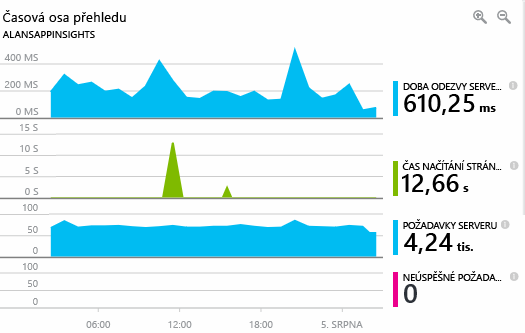 Časová osa přehledu
ALANSAPPINSIGHTS
400 MS
200 MS
0 MS
DOBA ODEZVY SERVE...
610,25 ms
15 S
10 S
5 S
0 S
ČAS NAČÍTÁNÍ STRÁN...
12,66 s
100
50
0
POŽADAVKY SERVERU
4,24 tis.
100
50
0
NEÚSPĚŠNÉ POŽADA...
0
06:00
12:00
18:00
5. SRPNA